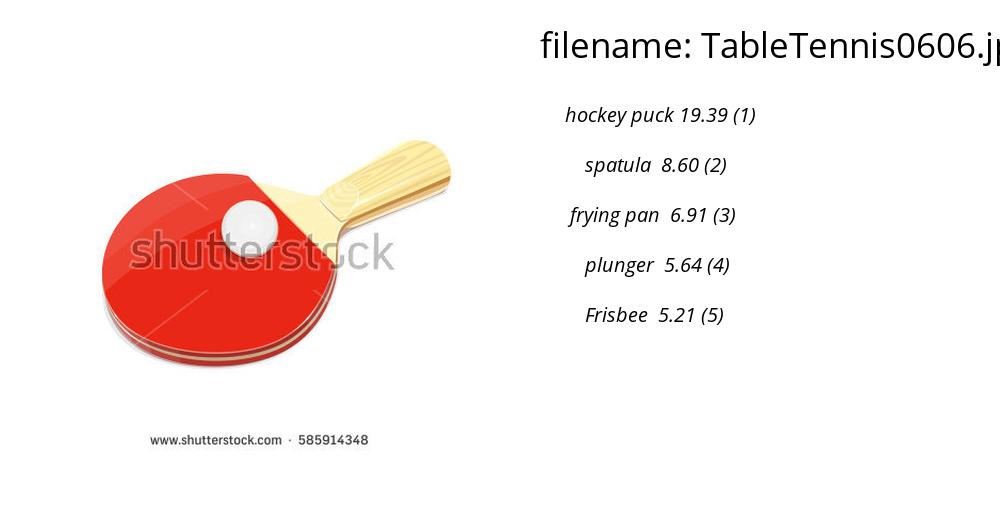 filename: TableTennis0606.jp
hockey puck 19.39 (1)
spatula 8.60 (2)
frying pan 6.91 (3)
plunger 5.64 (4)
Frisbee 5.21 (5)
shutterstock
www.shutterstock.com · 585914348